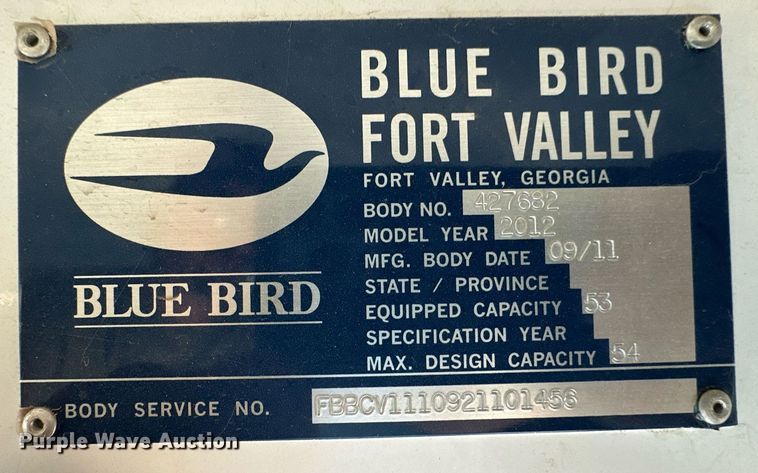 BLUE BIRD
BLUE BIRD
FORT VALLEY
FORT VALLEY, GEORGIA
BODY NO. 427682
MODEL YEAR 2012
MFG. BODY DATE 09/11
STATE / PROVINCE
EQUIPPED CAPACITY 53
SPECIFICATION YEAR
MAX. DESIGN CAPACITY 54
BODY SERVICE NO. FBBCV1110921101456
Purple Wave Auction